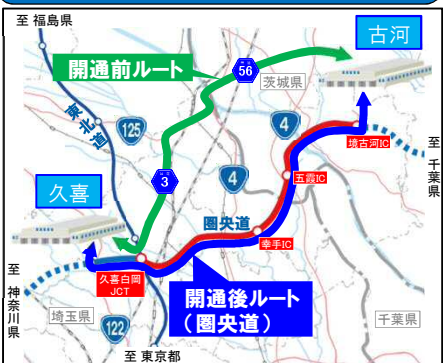 至 福島県
古河
開通前ルート
56
茨城県
東北道
125
4
境古河IC
至 千葉県
3
4
五霞IC
久喜
圏央道
幸手IC
久喜白岡
JCT
至 神奈川県
開通後ルート
（圏央道）
埼玉県
122
千葉県
至 東京都